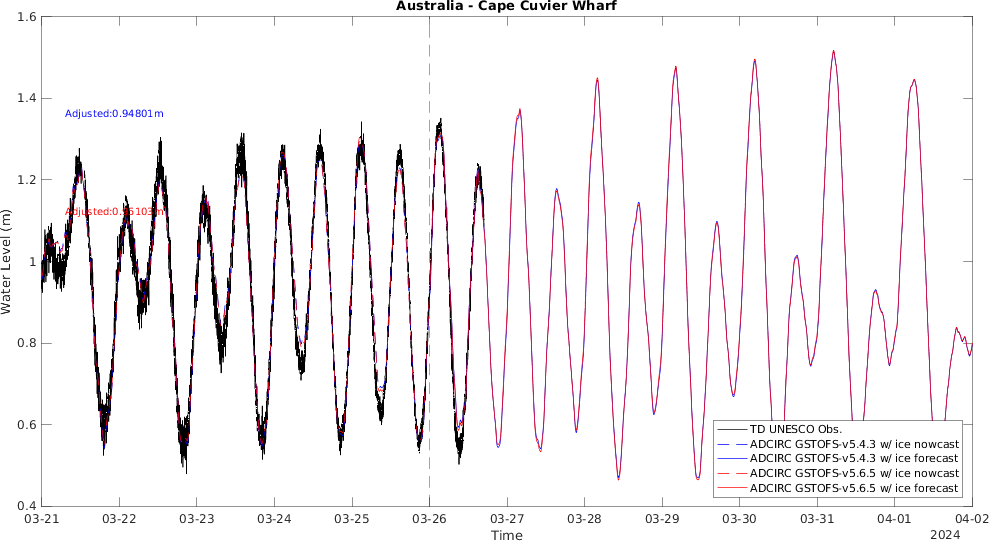 Australia - Cape Cuvier Wharf
1.6
1.4
1.2
1
0.8
0.6
0.4
Water Level (m)
Adjusted:0.94801m
TD UNESCO Obs.
ADCIRC GSTOFS-v5.4.3 w/ ice nowcast
ADCIRC GSTOFS-v5.4.3 w/ ice forecast
ADCIRC GSTOFS-v5.6.5 w/ ice nowcast
ADCIRC GSTOFS-v5.6.5 w/ ice forecast
03-21 03-22 03-23 03-24 03-25 03-26 03-27 03-28 03-29 03-30 03-31 04-01 04-02
Time
2024